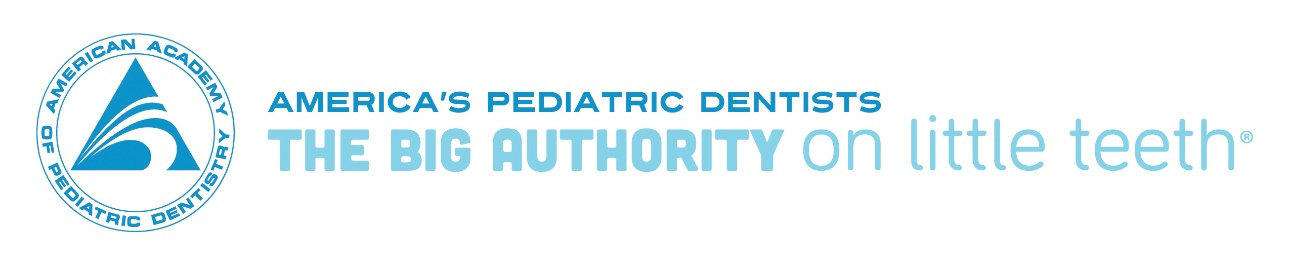 AMERICAN ACADEMY
OF PEDIATRIC DENTISTRY
AMERICA'S PEDIATRIC DENTISTS
THE BIG AUTHORITY on little teeth®